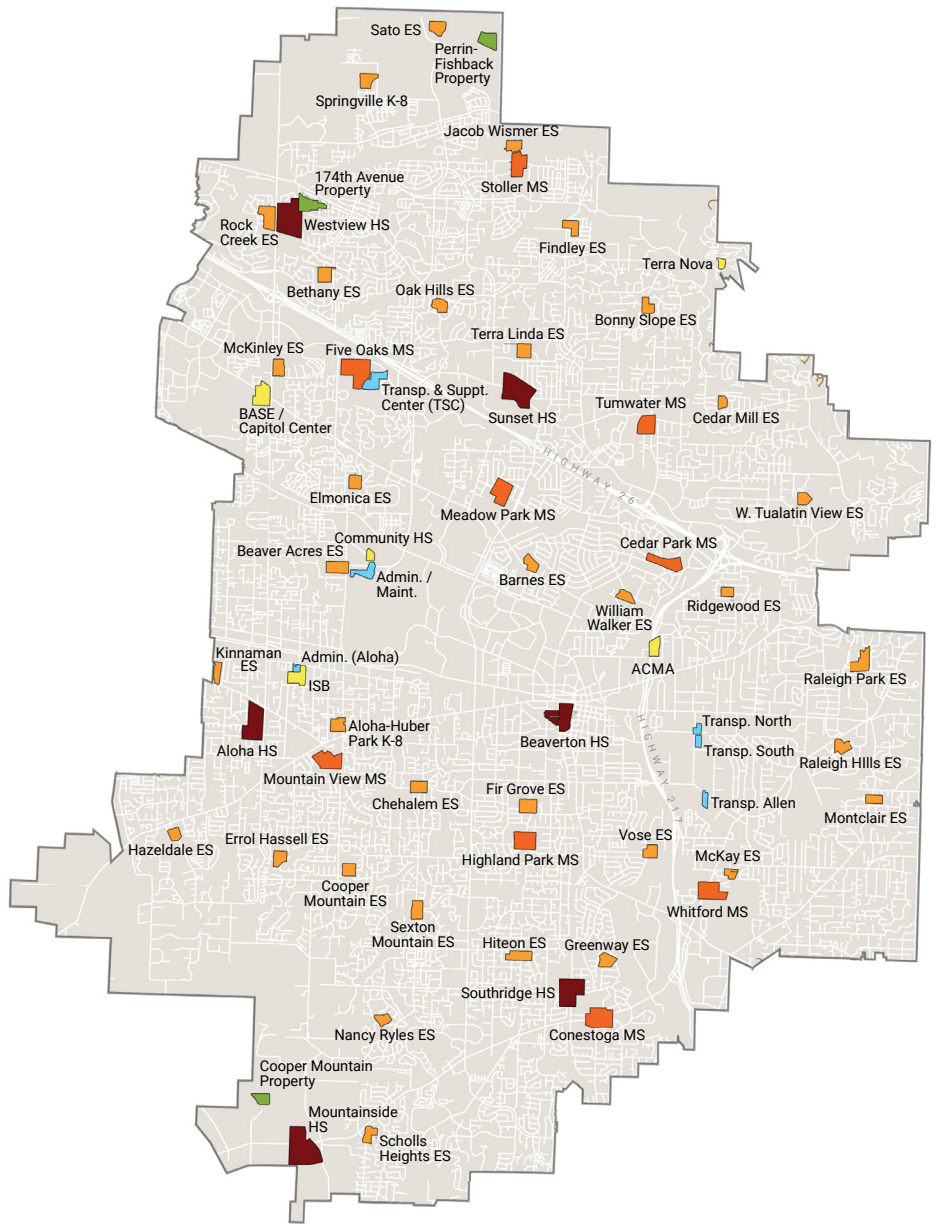 Sato ES
Perrin-
Fishback
Property
Springville K-8
Jacob Wismer ES
Stoller MS
174th Avenue
Property
Rock
Creek ES
Westview HS
Findley ES
Terra Nova
Bethany ES
Oak Hills ES
Bonny Slope ES
Terra Linda ES
McKinley ES
Five Oaks MS
Transp. & Suppt.
Center (TSC)
BASE /
Capitol Center
Sunset HS
Tumwater MS
Cedar Mill ES
HIGHWAY 26
Elmonica ES
Meadow Park MS
W. Tualatin View ES
Community HS
Beaver Acres ES
Admin. /
Maint.
Cedar Park MS
Barnes ES
William
Walker ES
Ridgewood ES
Kinnaman
ES
Admin. (Aloha)
ISB
ACMA
Raleigh Park ES
Aloha HS
Aloha-Huber
Park K-8
Beaverton HS
HIGHWAY 217
Transp. North
Transp. South
Raleigh HIlls ES
Mountain View MS
Chehalem ES
Fir Grove ES
Transp. Allen
Montclair ES
Hazeldale ES
Errol Hassell ES
Highland Park MS
Vose ES
McKay ES
Cooper
Mountain ES
Whitford MS
Sexton
Mountain ES
Hiteon ES
Greenway ES
Southridge HS
Nancy Ryles ES
Conestoga MS
Cooper Mountain
Property
Mountainside
HS
Scholls
Heights ES